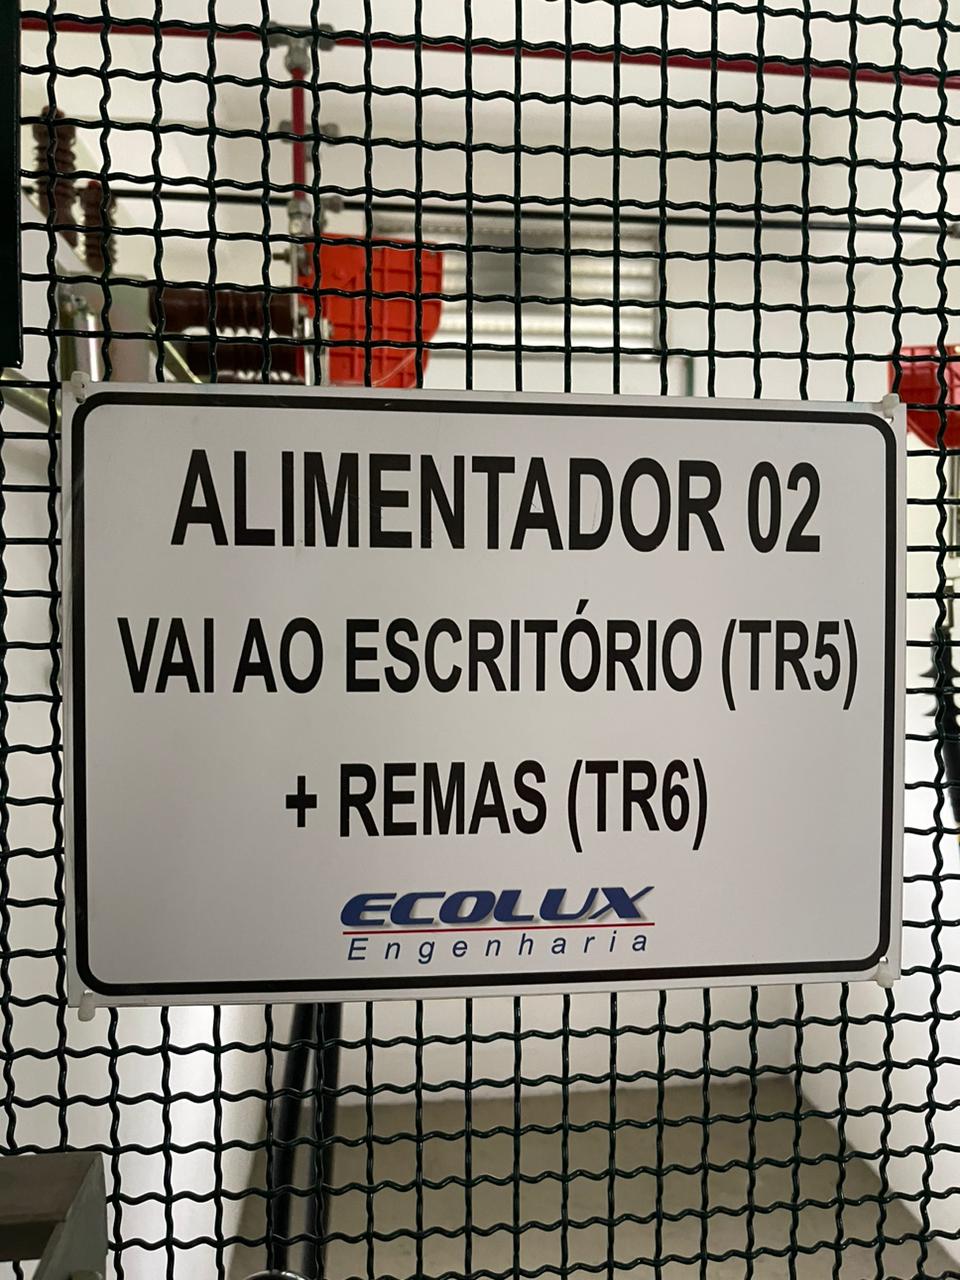 ALIMENTADOR 02
VAI AO ESCRITÓRIO (TR5)
+ REMAS (TR6)
ECOLUX
Engenharia